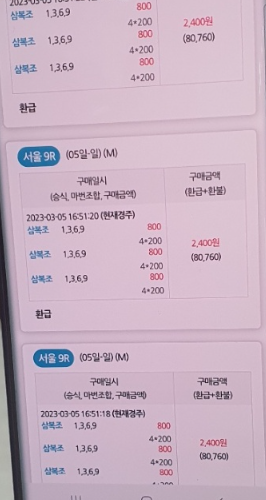 삼복조 1,3,6,9 800
4*200
삼복조 1,3,6,9 800
4*200
삼복조 1,3,6,9 800
4*200
2,400원
(80,760)
환급
서울 9R (05일-일) (M)
구매일시
(승식, 마번조합, 구매금액)
구매금액
(환급+환불)
2023-03-05 16:51:20 (현재경주)
삼복조 1,3,6,9 800
4*200
삼복조 1,3,6,9 800
4*200
삼복조 1,3,6,9 800
4*200
2,400원
(80,760)
환급
서울 9R (05일-일) (M)
구매일시
(승식, 마번조합, 구매금액)
구매금액
(환급+환불)
2023-03-05 16:51:18 (현재경주)
삼복조 1,3,6,9 800
4*200
삼복조 1,3,6,9 800
4*200
삼복조 1,3,6,9 800
2,400원
(80,760)